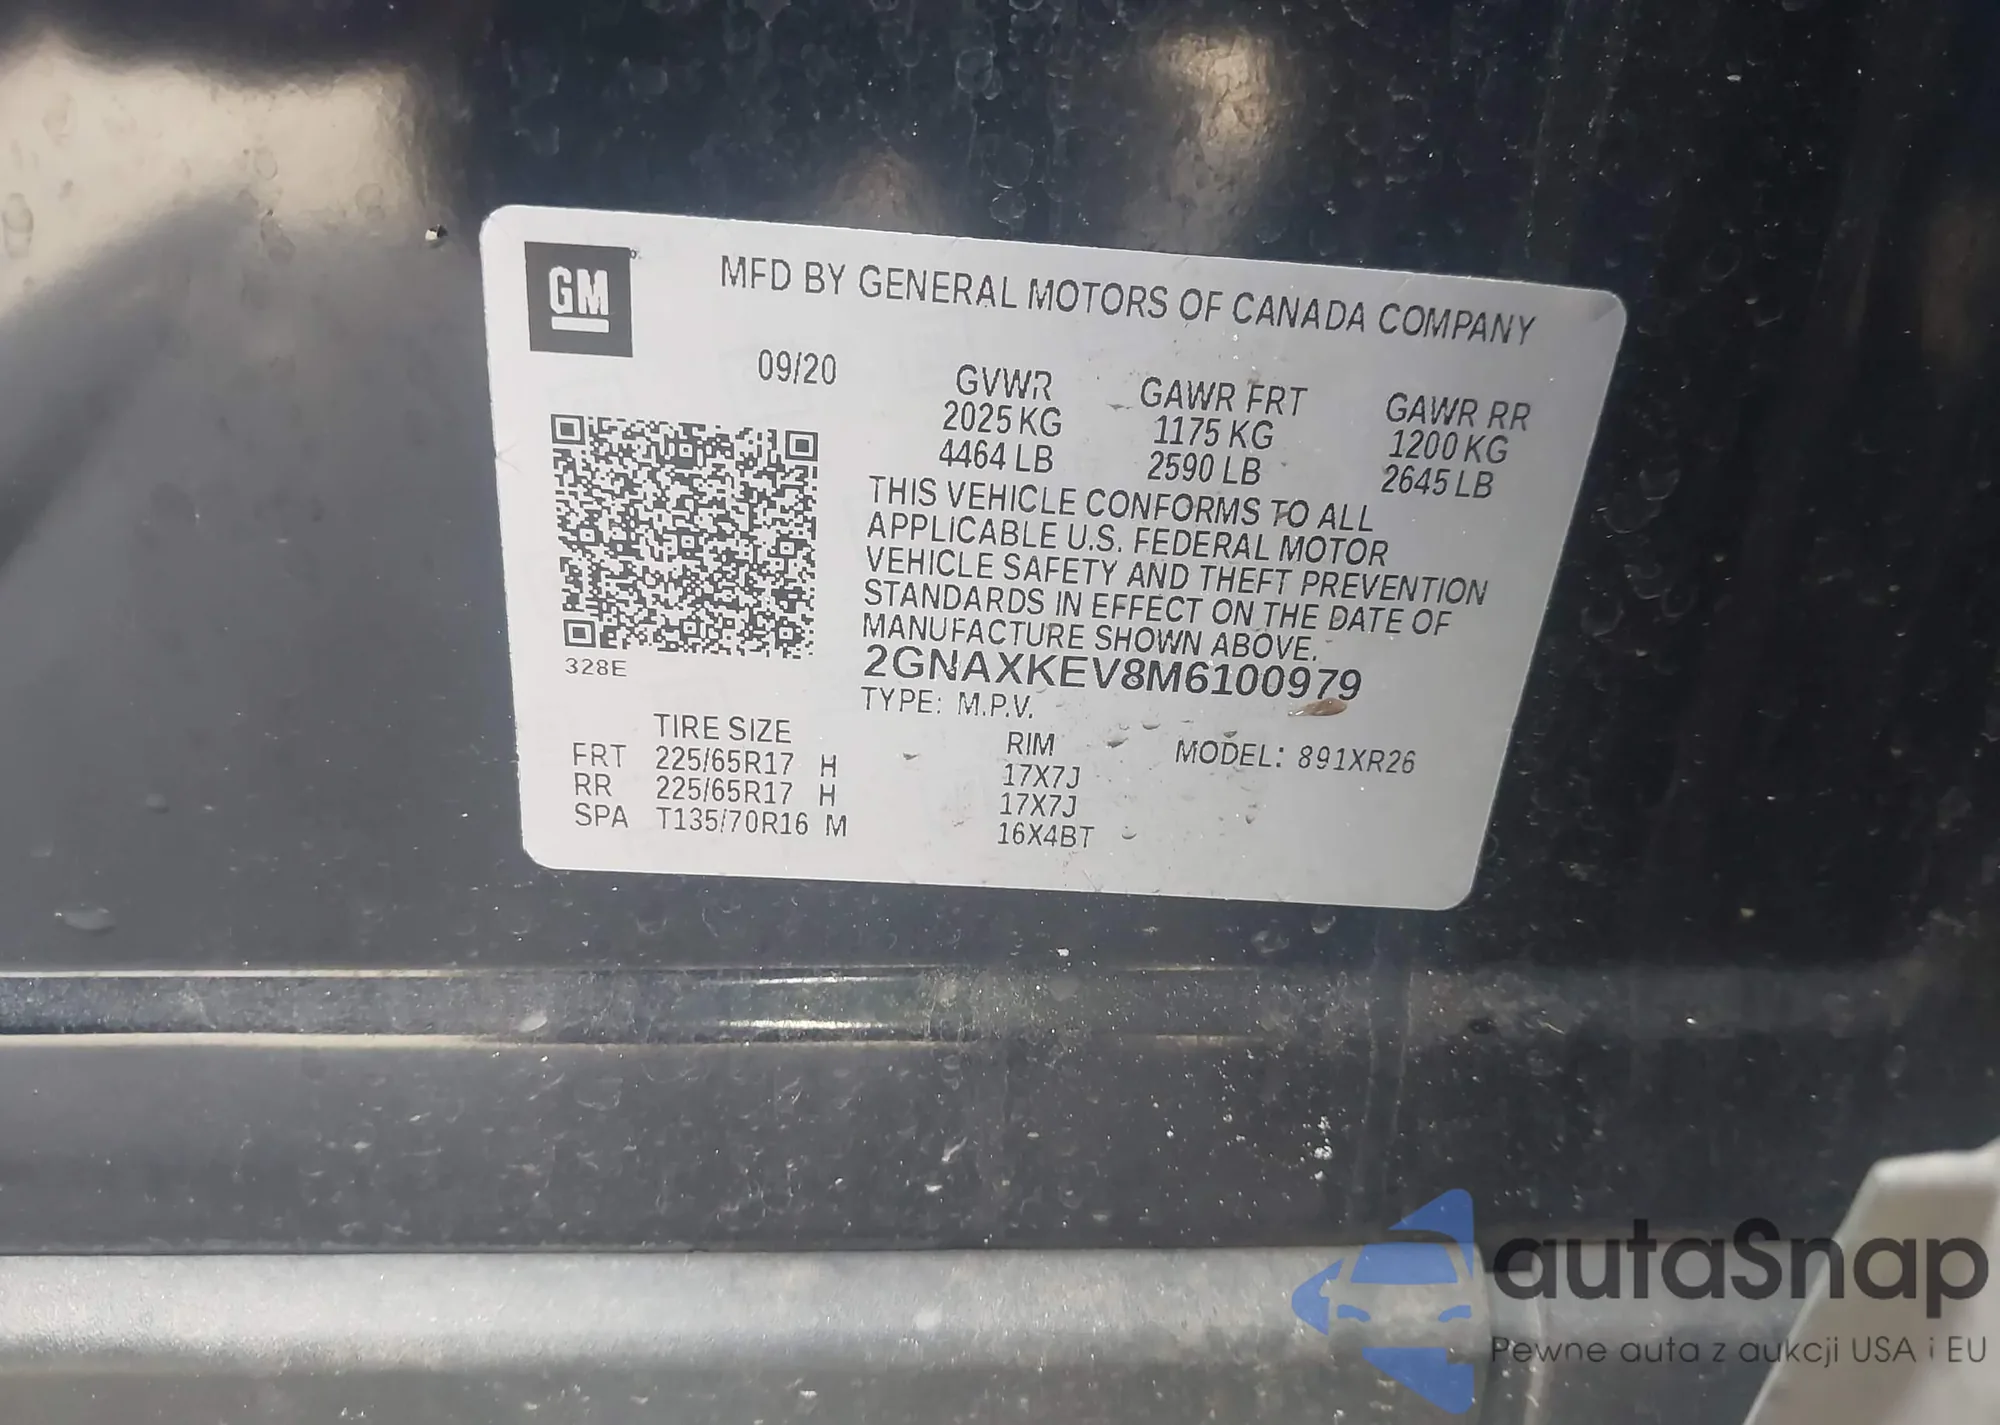 GM
MFD BY GENERAL MOTORS OF CANADA COMPANY
09/20
GVWR GAWR FRT GAWR RR
2025 KG 1175 KG 1200 KG
4464 LB 2590 LB 2645 LB
THIS VEHICLE CONFORMS TO ALL
APPLICABLE U.S. FEDERAL MOTOR
VEHICLE SAFETY AND THEFT PREVENTION
STANDARDS IN EFFECT ON THE DATE OF
MANUFACTURE SHOWN ABOVE.
328E
2GNAXKEV8M6100979
TYPE: M.P.V.
MODEL: 891XR26
TIRE SIZE RIM
FRT 225/65R17 H 17X7J
RR 225/65R17 H 17X7J
SPA T135/70R16 M 16X4BT
autaSnap
Pewne auta z aukcji USA i EU